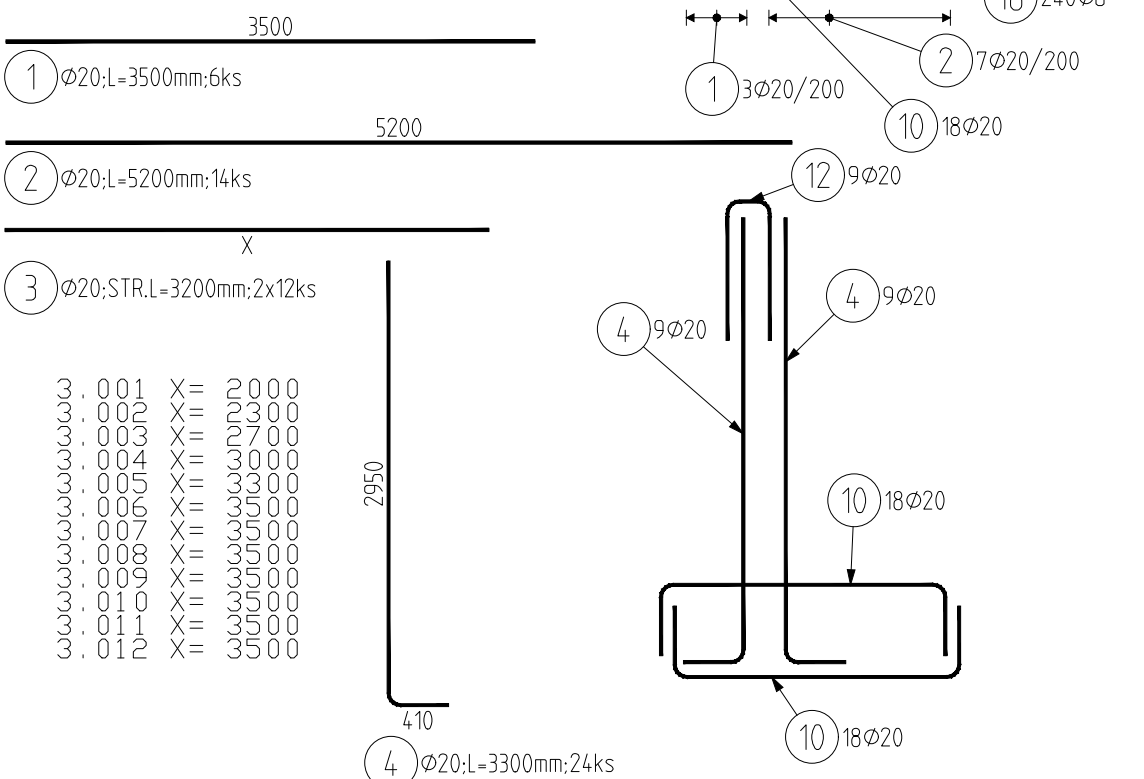 3500
1 Ø20;L=3500mm;6ks
5200
2 Ø20;L=5200mm;14ks
X
3 Ø20;STR.L=3200mm;2x12ks
3.001 X= 2000
3.002 X= 2300
3.003 X= 2700
3.004 X= 3000
3.005 X= 3300
3.006 X= 3500
3.007 X= 3500
3.008 X= 3500
3.009 X= 3500
3.010 X= 3500
3.011 X= 3500
3.012 X= 3500
2950
410
4 Ø20;L=3300mm;24ks
2 7Ø20/200
1 3Ø20/200
10 18Ø20
12 9Ø20
4 9Ø20
4 9Ø20
10 18Ø20
10 18Ø20